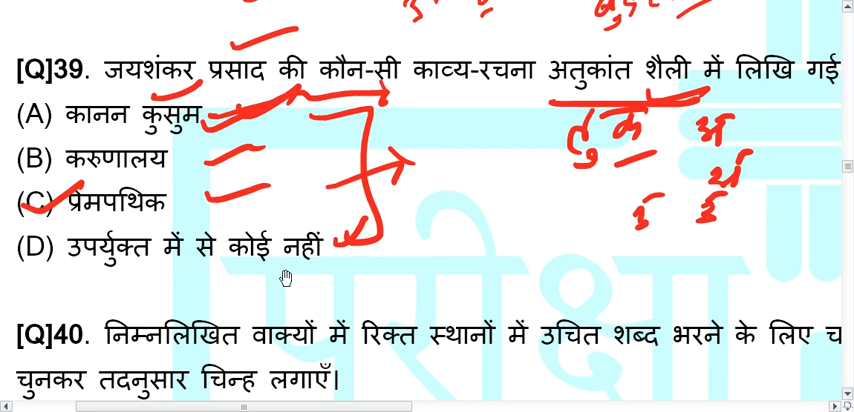 [Q]39. जयशंकर प्रसाद की कौन-सी काव्य-रचना अतुकांत शैली में लिखि गई
(A) कानन कुसुम
(B) करुणालय
(C) प्रेमपथिक
(D) उपर्युक्त में से कोई नहीं
[Q]40. निम्नलिखित वाक्यों में रिक्त स्थानों में उचित शब्द भरने के लिए च
चुनकर तदनुसार चिन्ह लगाएँ।
परीक्षा